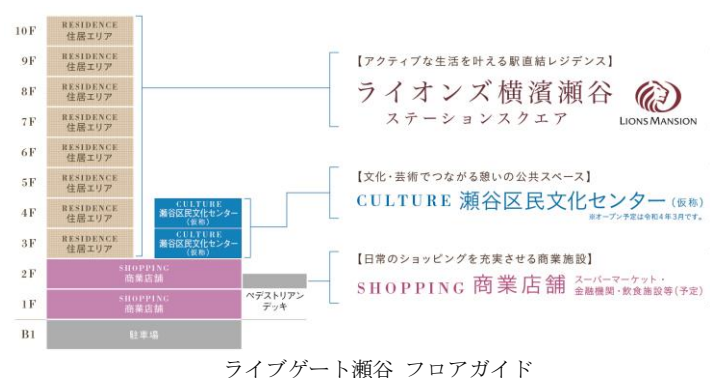 10F RESIDENCE
住居エリア
9F RESIDENCE
住居エリア
8F RESIDENCE
住居エリア
7F RESIDENCE
住居エリア
6F RESIDENCE
住居エリア
5F RESIDENCE
住居エリア
4F RESIDENCE
住居エリア
CULTURE
瀬谷区民文化センター
(仮称)
3F RESIDENCE
住居エリア
CULTURE
瀬谷区民文化センター
(仮称)
2F SHOPPING
商業店舗
1F SHOPPING
商業店舗
ペデストリアン
デッキ
B1 駐車場
【アクティブな生活を叶える駅直結レジデンス】
ライオンズ横濱瀬谷
ステーションスクエア
LIONS MANSION
【文化・芸術でつながる憩いの公共スペース】
CULTURE 瀬谷区民文化センター(仮称)
※オープン予定は令和4年3月です。
【日常のショッピングを充実させる商業施設】
SHOPPING 商業店舗 スーパーマーケット・
金融機関・飲食施設等(予定)
ライブゲート瀬谷 フロアガイド